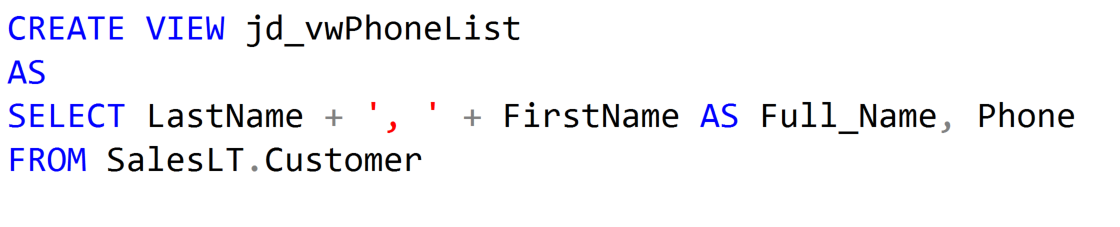 CREATE VIEW jd_vwPhoneList
AS
SELECT LastName + ', ' + FirstName AS Full_Name, Phone
FROM SalesLT.Customer